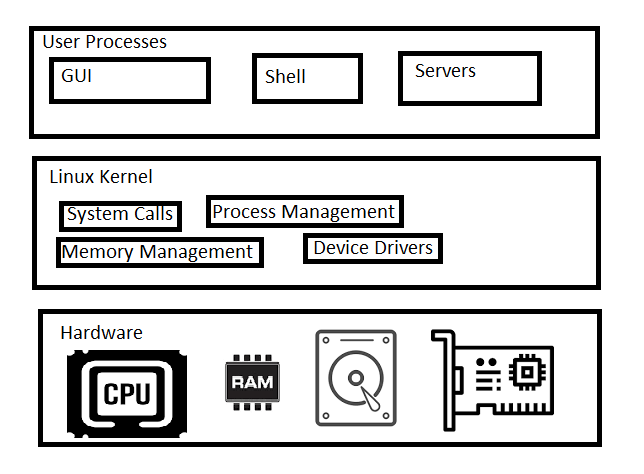 User Processes
GUI
Shell
Servers
Linux Kernel
System Calls
Process Management
Memory Management
Device Drivers
Hardware
CPU
RAM